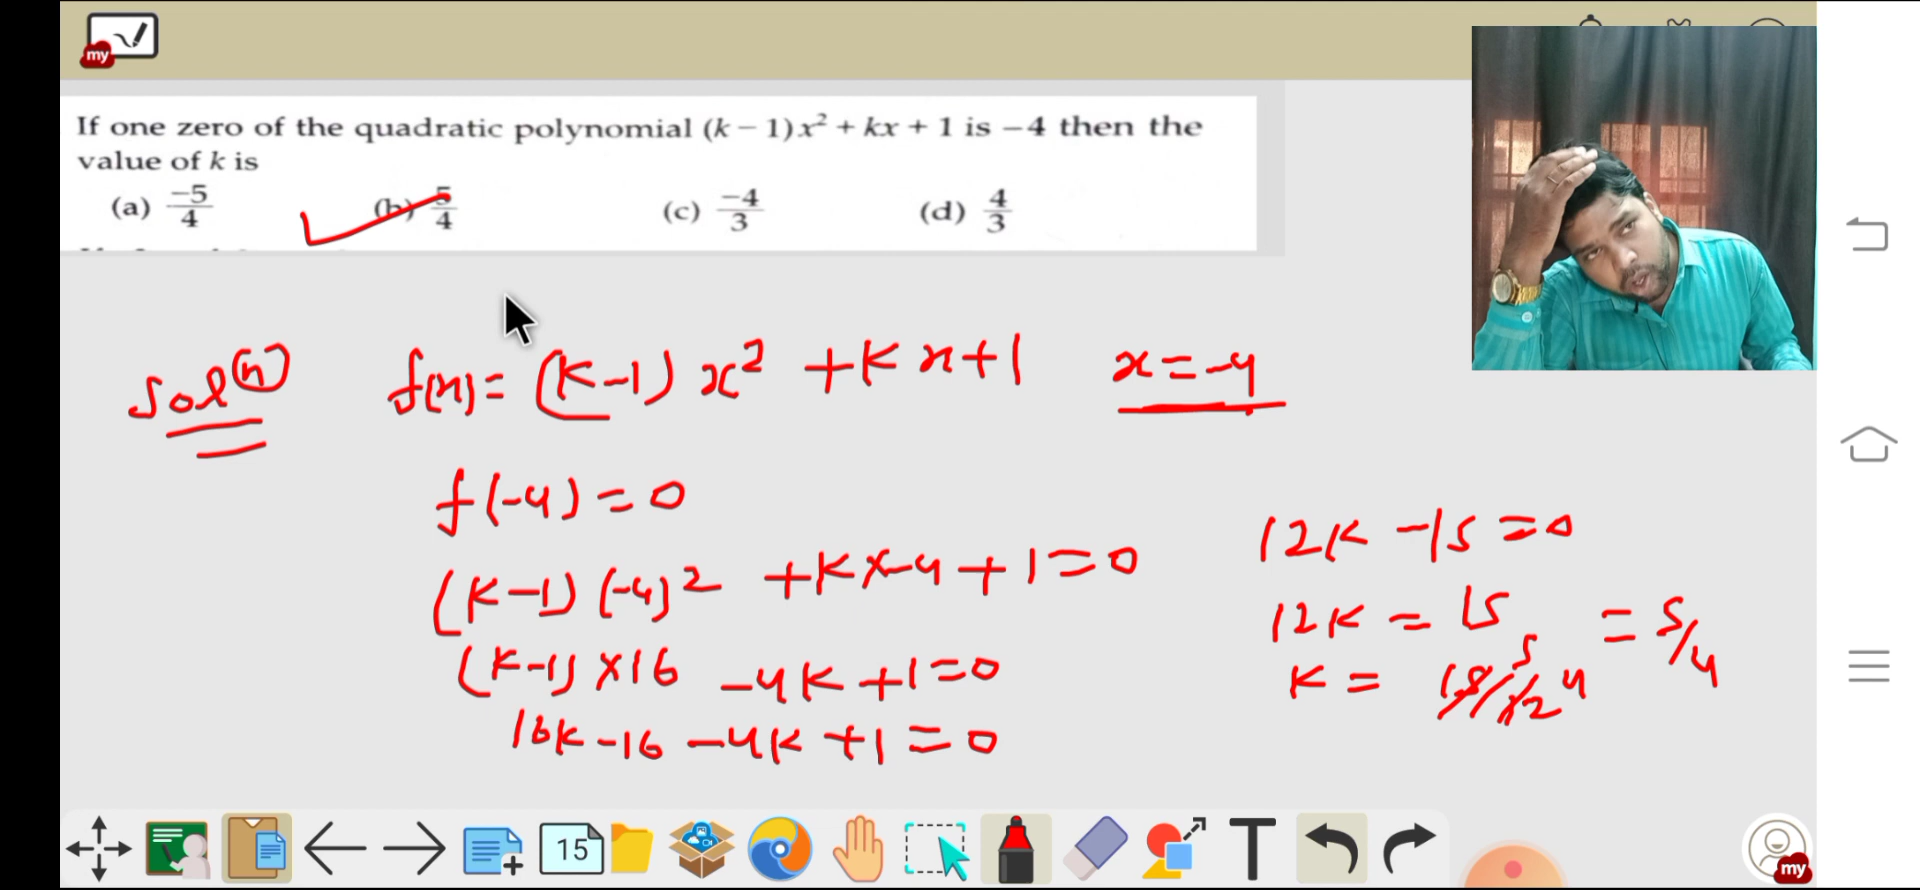 my
If one zero of the quadratic polynomial (k – 1)x² + kx + 1 is –4 then the
value of k is
(a) –5/4 (b) 5/4 (c) –4/3 (d) 4/3
Sol(n) f(x) = (K-1) x² + K x + 1 x = -4
f(-4) = 0
(K-1) (-4)² + K x -4 + 1 = 0
(K-1) x 16 -4K + 1 = 0
16K - 16 - 4K + 1 = 0
12K - 15 = 0
12K = 15
K = 15/12 5 4 = 5/4
15
T
my